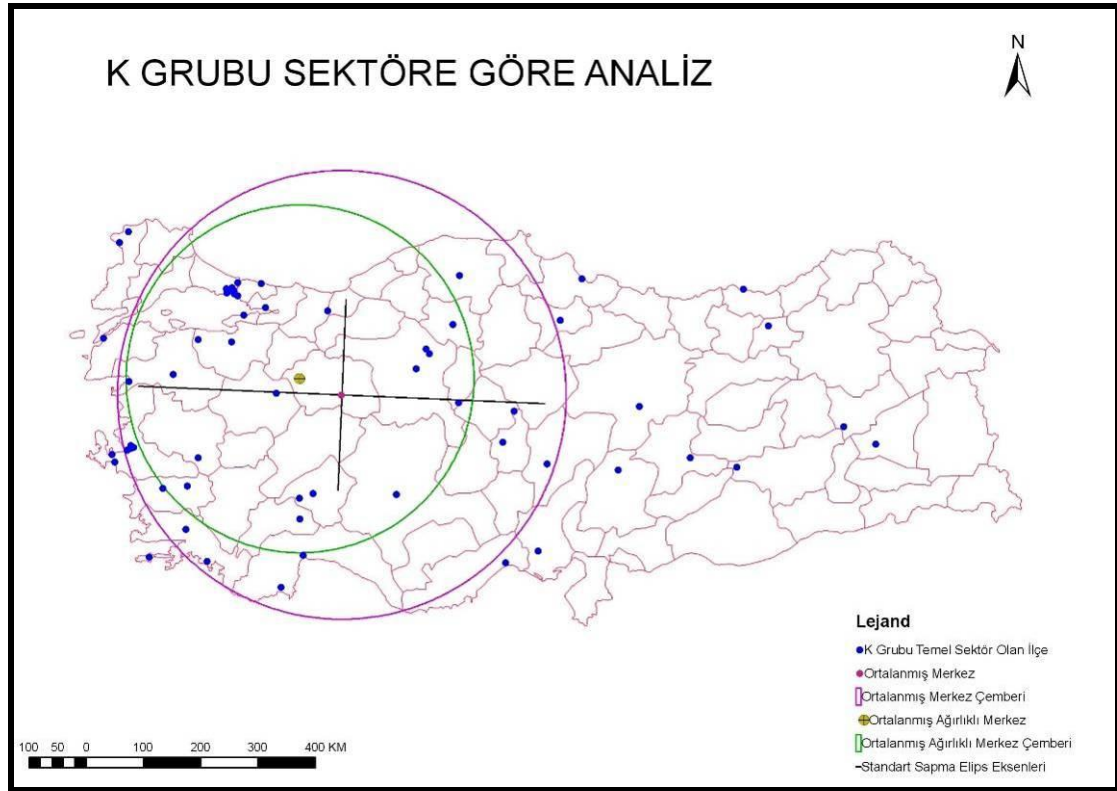 K GRUBU SEKTÖRE GÖRE ANALİZ
N
Lejand
K Grubu Temel Sektör Olan İlçe
Ortalanmış Merkez
Ortalanmış Merkez Çemberi
Ortalanmış Ağırlıklı Merkez
Ortalanmış Ağırlıklı Merkez Çemberi
Standart Sapma Elips Eksenleri
100 50 0 100 200 300 400 KM